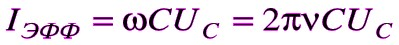 I_ЭФФ = ωCU_C = 2πνCU_C